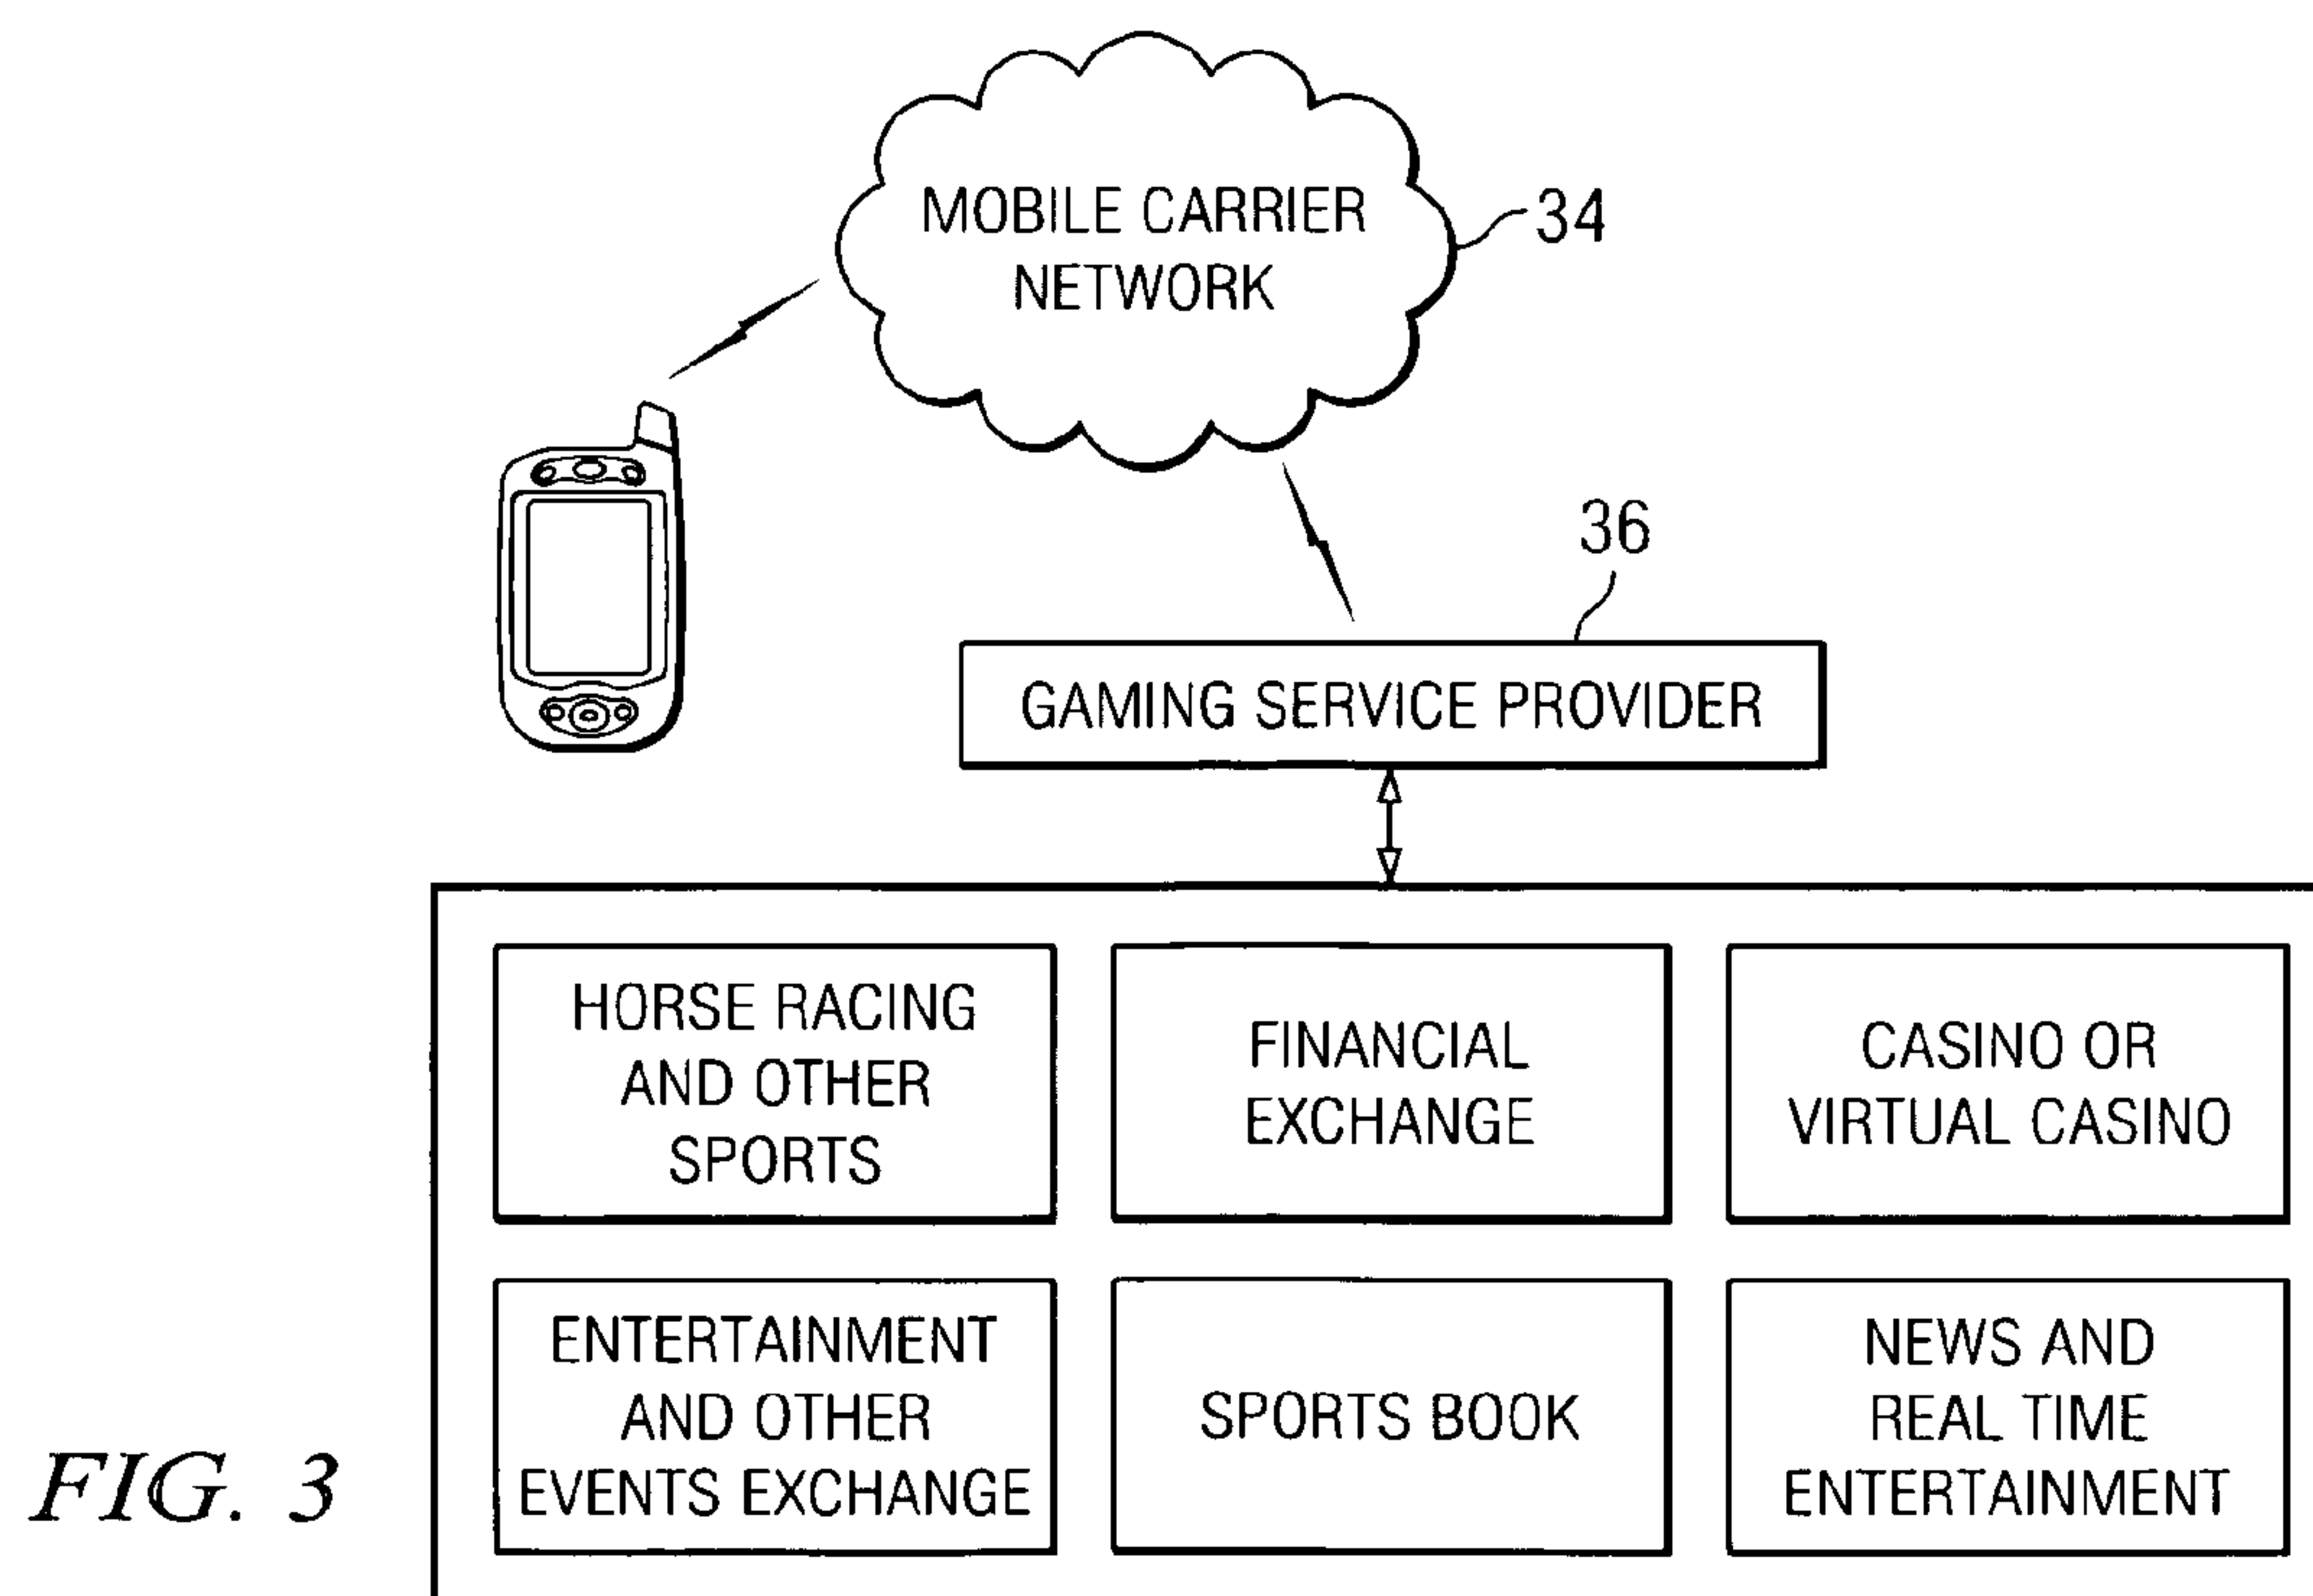 MOBILE CARRIER
NETWORK
34
36
GAMING SERVICE PROVIDER
HORSE RACING
AND OTHER
SPORTS
FINANCIAL
EXCHANGE
CASINO OR
VIRTUAL CASINO
ENTERTAINMENT
AND OTHER
EVENTS EXCHANGE
SPORTS BOOK
NEWS AND
REAL TIME
ENTERTAINMENT
FIG. 3